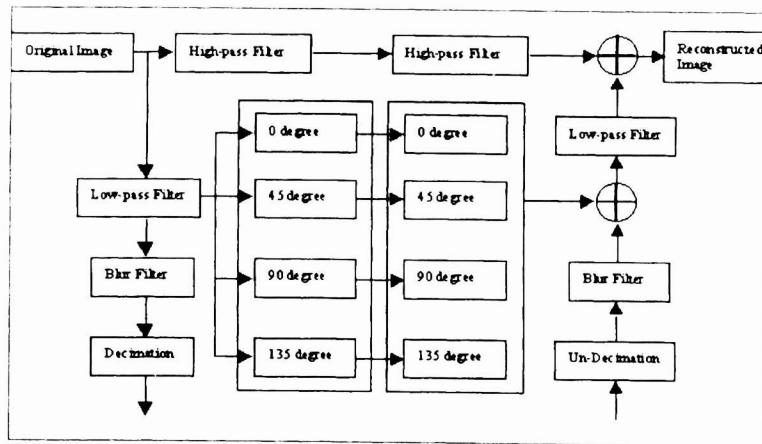 Original Image
High-pass Filter
High-pass Filter
Reconstructed
Image
0 degree
0 degree
Low-pass Filter
Low-pass Filter
45 degree
45 degree
Blur Filter
90 degree
90 degree
Blur Filter
Decimation
135 degree
135 degree
Un-Decimation